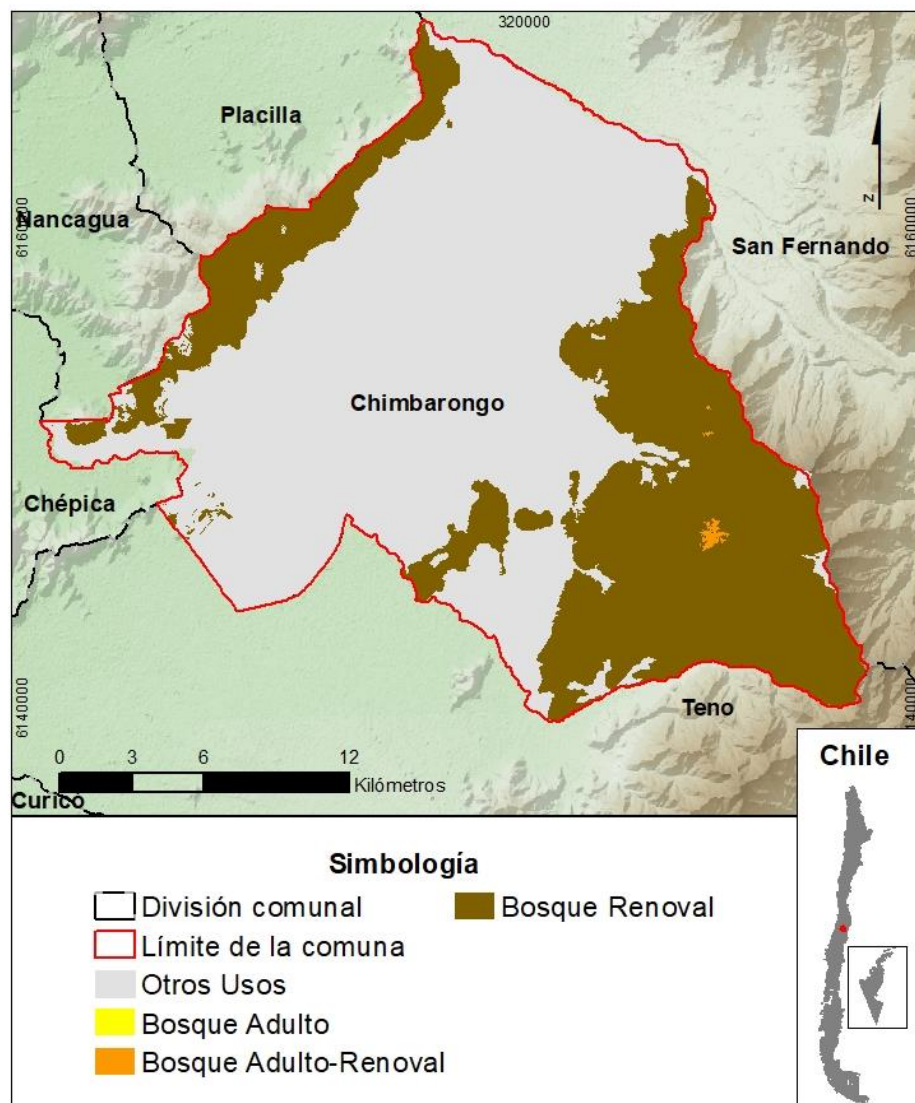 320000
Placilla
Nancagua
6160000
6160000
San Fernando
Chimbarongo
Chépica
Teno
6140000
6140000
0 3 6 12
Kilómetros
Curicó
N
Chile
Simbología
División comunal
Bosque Renoval
Límite de la comuna
Otros Usos
Bosque Adulto
Bosque Adulto-Renoval